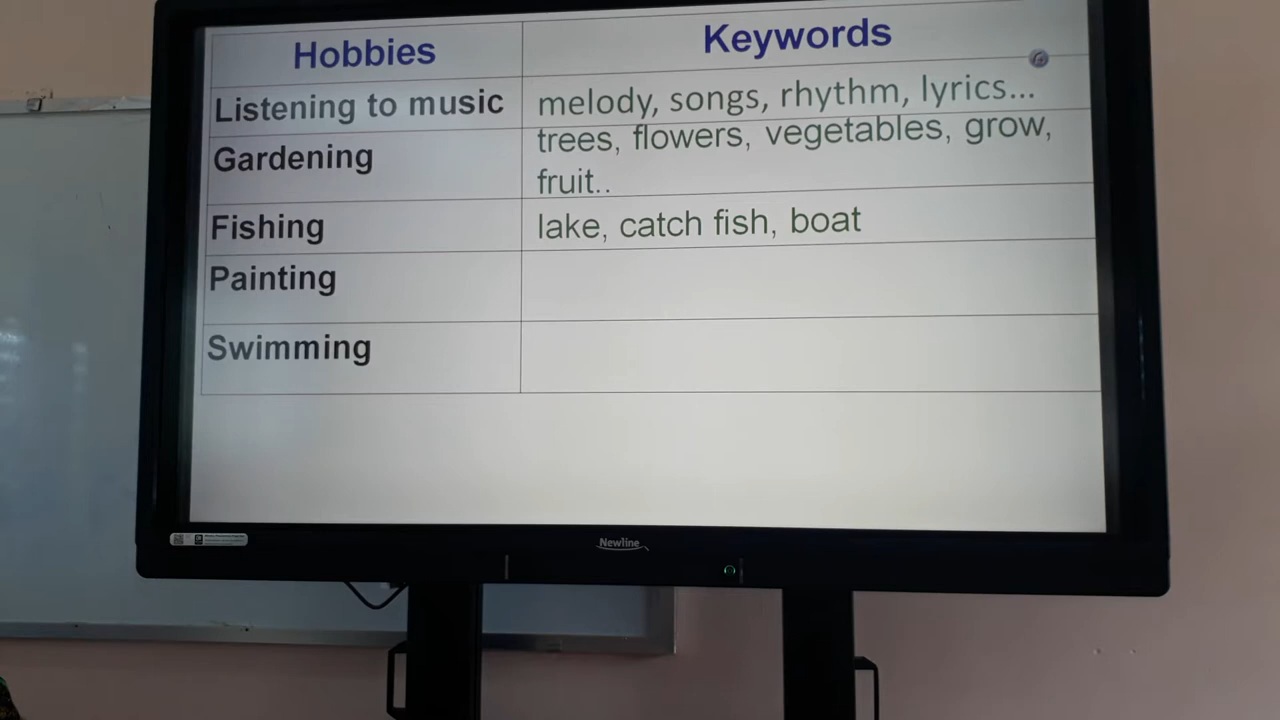 Hobbies Keywords
Listening to music melody, songs, rhythm, lyrics...
Gardening trees, flowers, vegetables, grow,
fruit..
Fishing lake, catch fish, boat
Painting
Swimming
Newline